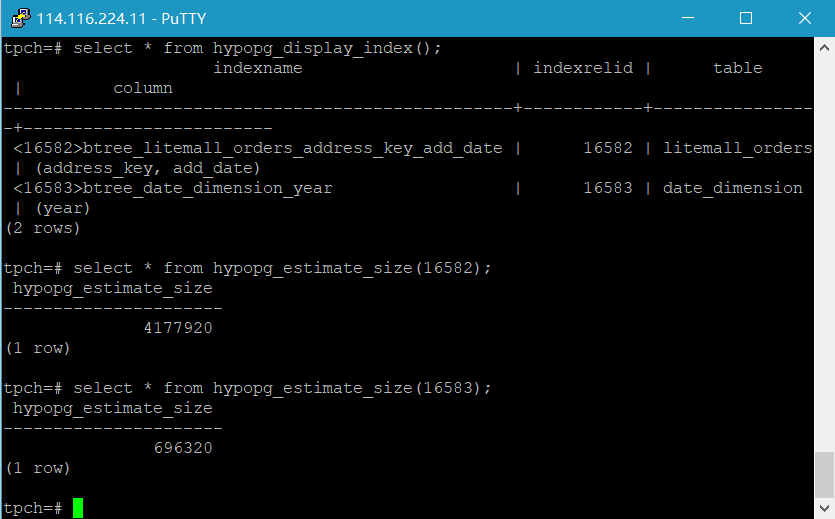 114.116.224.11 - PuTTY
tpch=# select * from hypopg_display_index();
                     indexname                     | indexrelid |      table
 |         column
---------------------------------------------------+------------+----------------
-+-------------------------
 <16582>btree_litemall_orders_address_key_add_date |      16582 | litemall_orders
 | (address_key, add_date)
 <16583>btree_date_dimension_year                  |      16583 | date_dimension
 | (year)
(2 rows)
tpch=# select * from hypopg_estimate_size(16582);
 hypopg_estimate_size
----------------------
              4177920
(1 row)
tpch=# select * from hypopg_estimate_size(16583);
 hypopg_estimate_size
----------------------
               696320
(1 row)
tpch=#